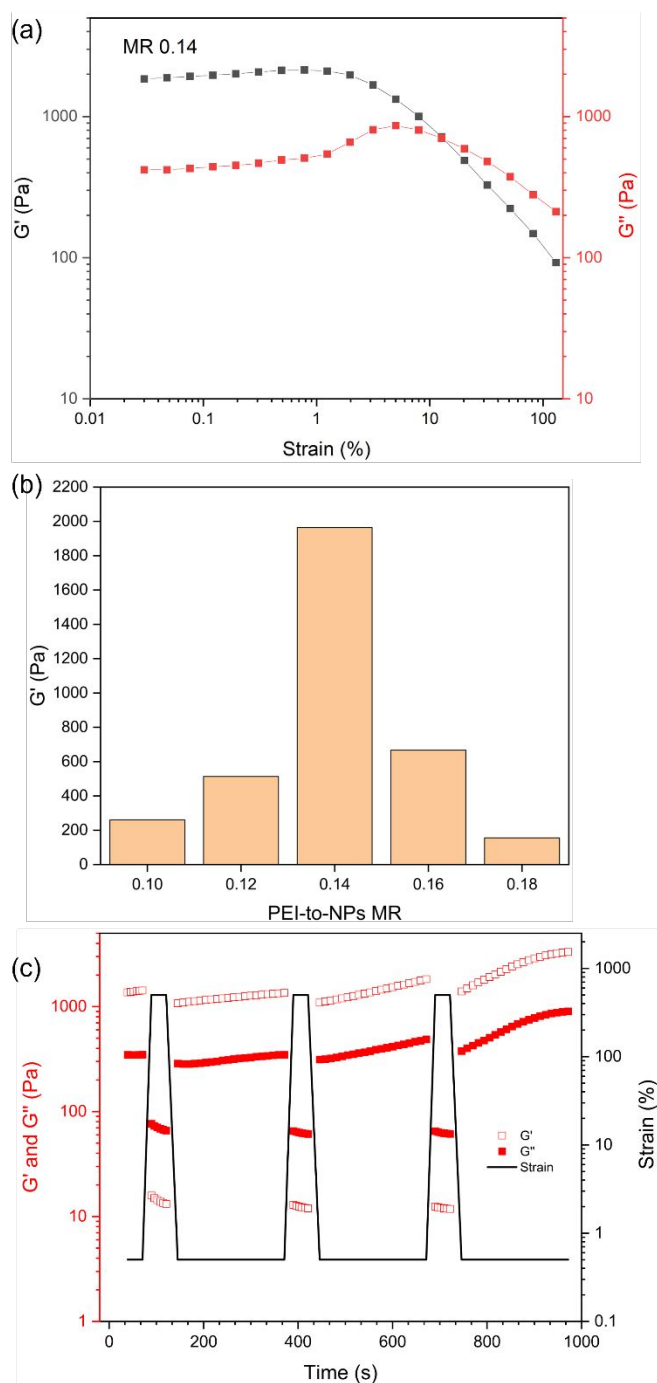 (a)
MR 0.14
1000
100
10
G' (Pa)
1000
100
10
G'' (Pa)
0.01 0.1 1 10 100
Strain (%)
(b)
2200
2000
1800
1600
1400
1200
1000
800
600
400
200
0
G' (Pa)
0.10 0.12 0.14 0.16 0.18
PEI-to-NPs MR
(c)
1000
100
10
1
G' and G'' (Pa)
1000
100
10
1
0.1
Strain (%)
G'
G''
Strain
0 200 400 600 800 1000
Time (s)